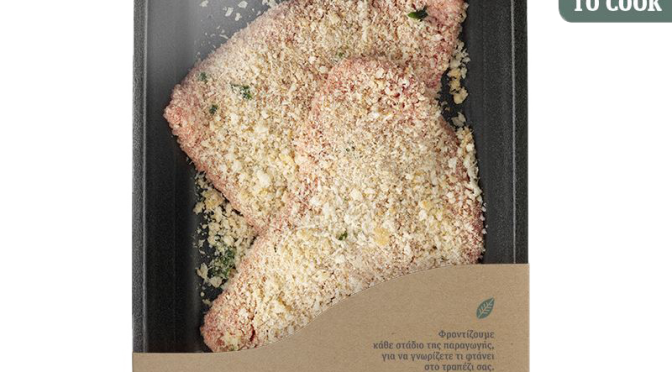 TO COOK
Φροντίζουμε
κάθε στάδιο της παραγωγής,
για να γνωρίζετε τι φτάνει
στο τραπέζι σας.